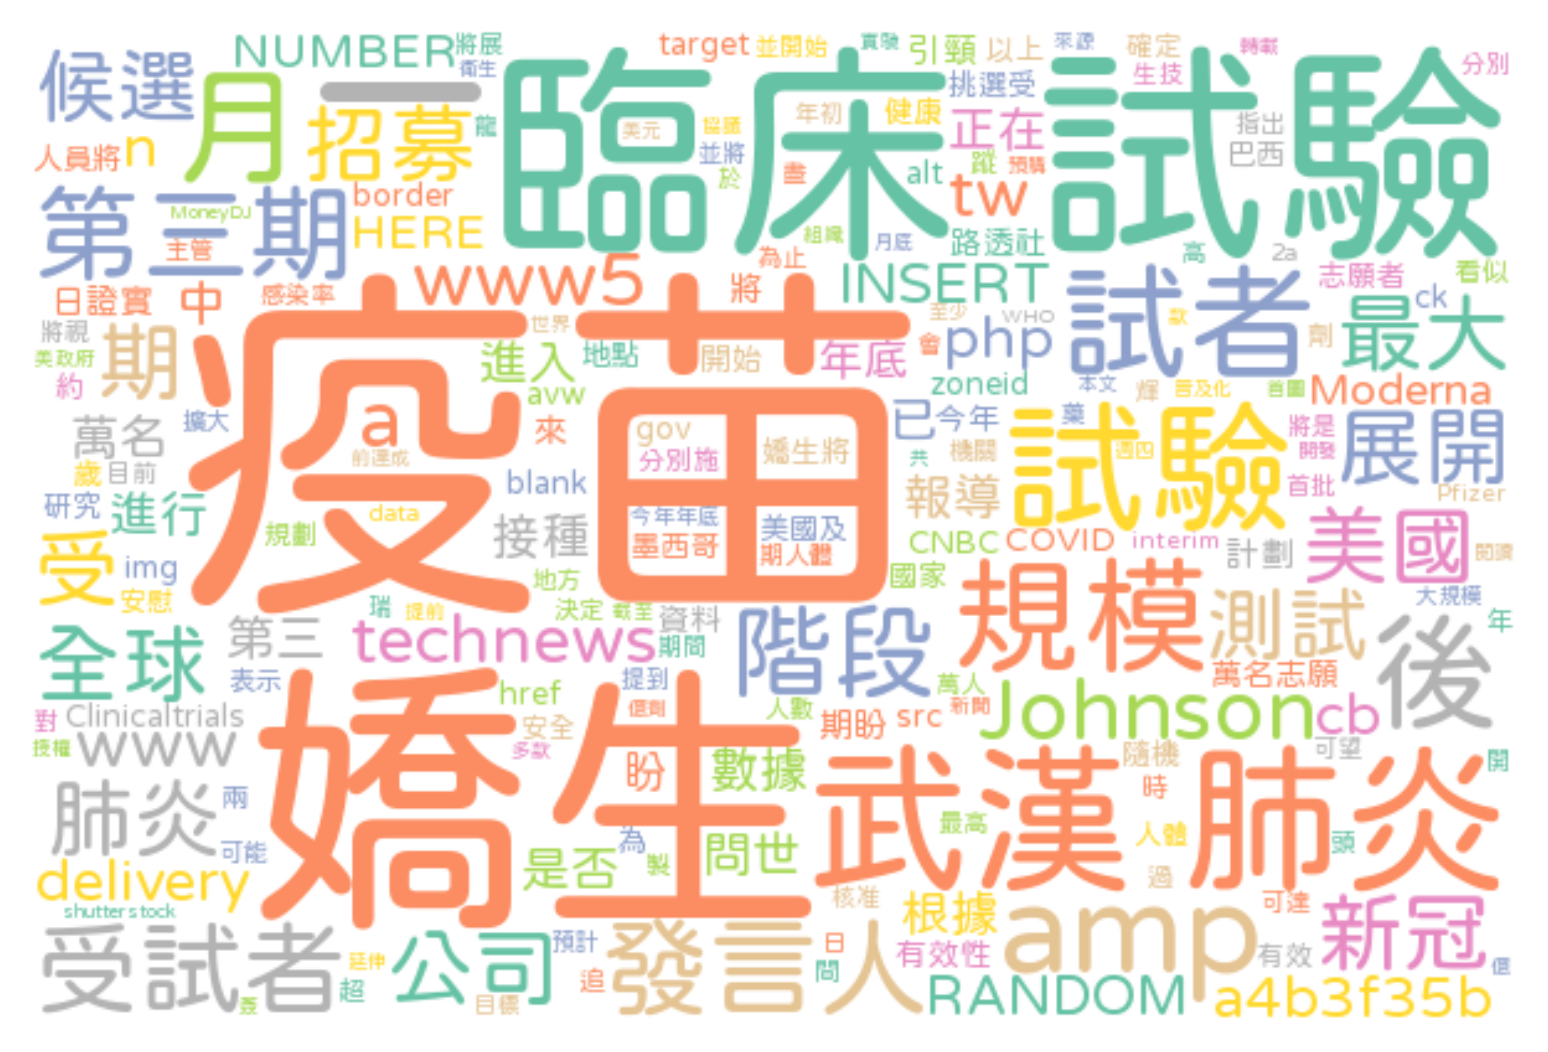 候選
NUMBER
將展
衛生
target
並開始
實驗
引頸
以上
來源
確定
生技
轉載
分別
月
一
招募
龍
臨床試驗
美元
協議
年初
健康
挑選受
正在
指出
巴西
人員將
n
並將
於
晝
alt
蹤
預購
tw
第三期
MoneyDJ
主管
border
HERE
組織
月底
路透社
高
2a
日證實
中
感染率
www5
將
為止
INSERT
試者
志願者
看似
ck
最大
將視
美政府
約
期
疫苗
世界
進入
地點
開始
年底
至少
會
php
WHO
款
劑
zoneid
本文
輝
普及化
首圖
Moderna
萬名
擴大
a
前達成
avw
來
gov
分別施
嬌生將
已
今年
機關
共
藥
試驗
週四
將是
開發
展開
歲
目前
研究
進行
規劃
data
blank
接種
今年年底
墨西哥
美國及
期人體
報導
首批
Pfizer
受
img
安慰
CNBC
COVID
interim
計劃
美國
閱讀
瑞
提前
地方
決定
截至
資料
國家
規模
測試
大規模
年
全球
第三
表示
technews
期間
階段
萬人
萬名志願
後
對
授權
Clinicaltrials
www
href
安全
多款
提到
億劑
人數
期盼
src
新聞
Johnson
cb
可望
開
肺炎
兩
可能
嬌生
盼
數據
武漢
隨機
時
肺炎
頭
delivery
shutterstock
是否
為
製
問世
最高
人體
過
受試者
延伸
超
簽
公司
預計
目標
追
發言人
日
間
核准
根據
有效性
amp
有效
可達
新冠
億
RANDOM
a4b3f35b